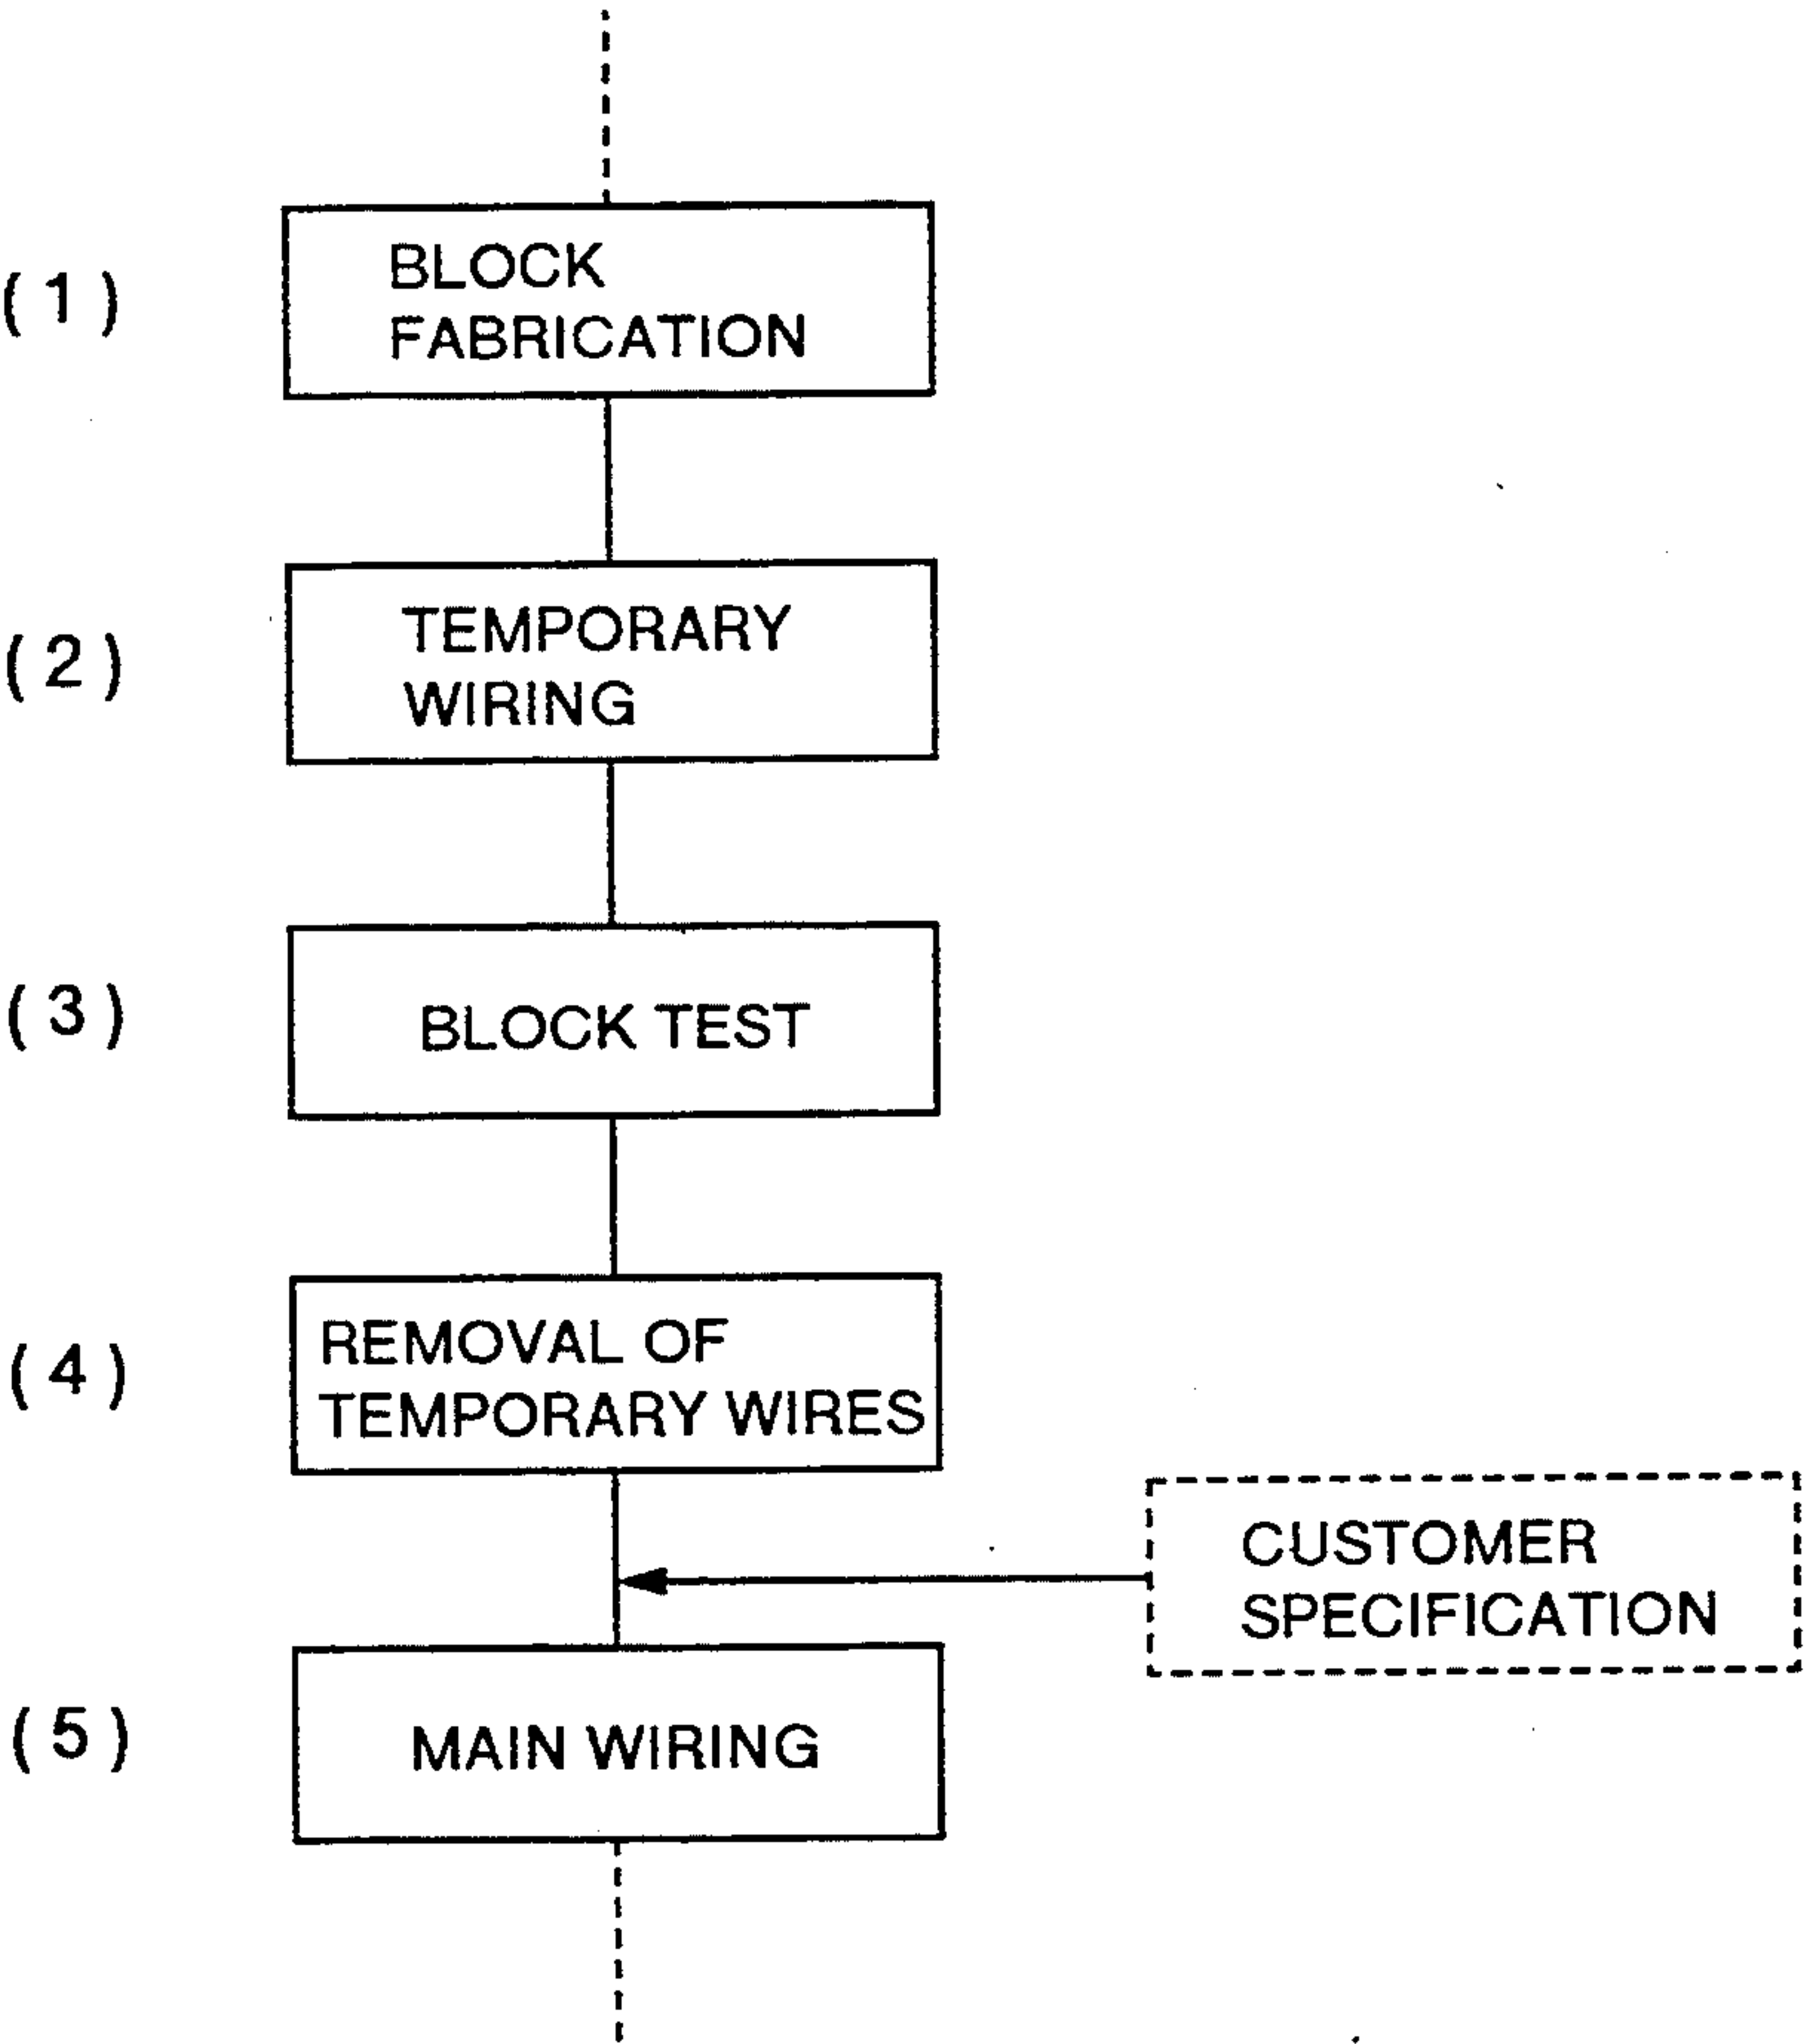 (1)
BLOCK
FABRICATION
(2)
TEMPORARY
WIRING
(3)
BLOCK TEST
(4)
REMOVAL OF
TEMPORARY WIRES
CUSTOMER
SPECIFICATION
(5)
MAIN WIRING